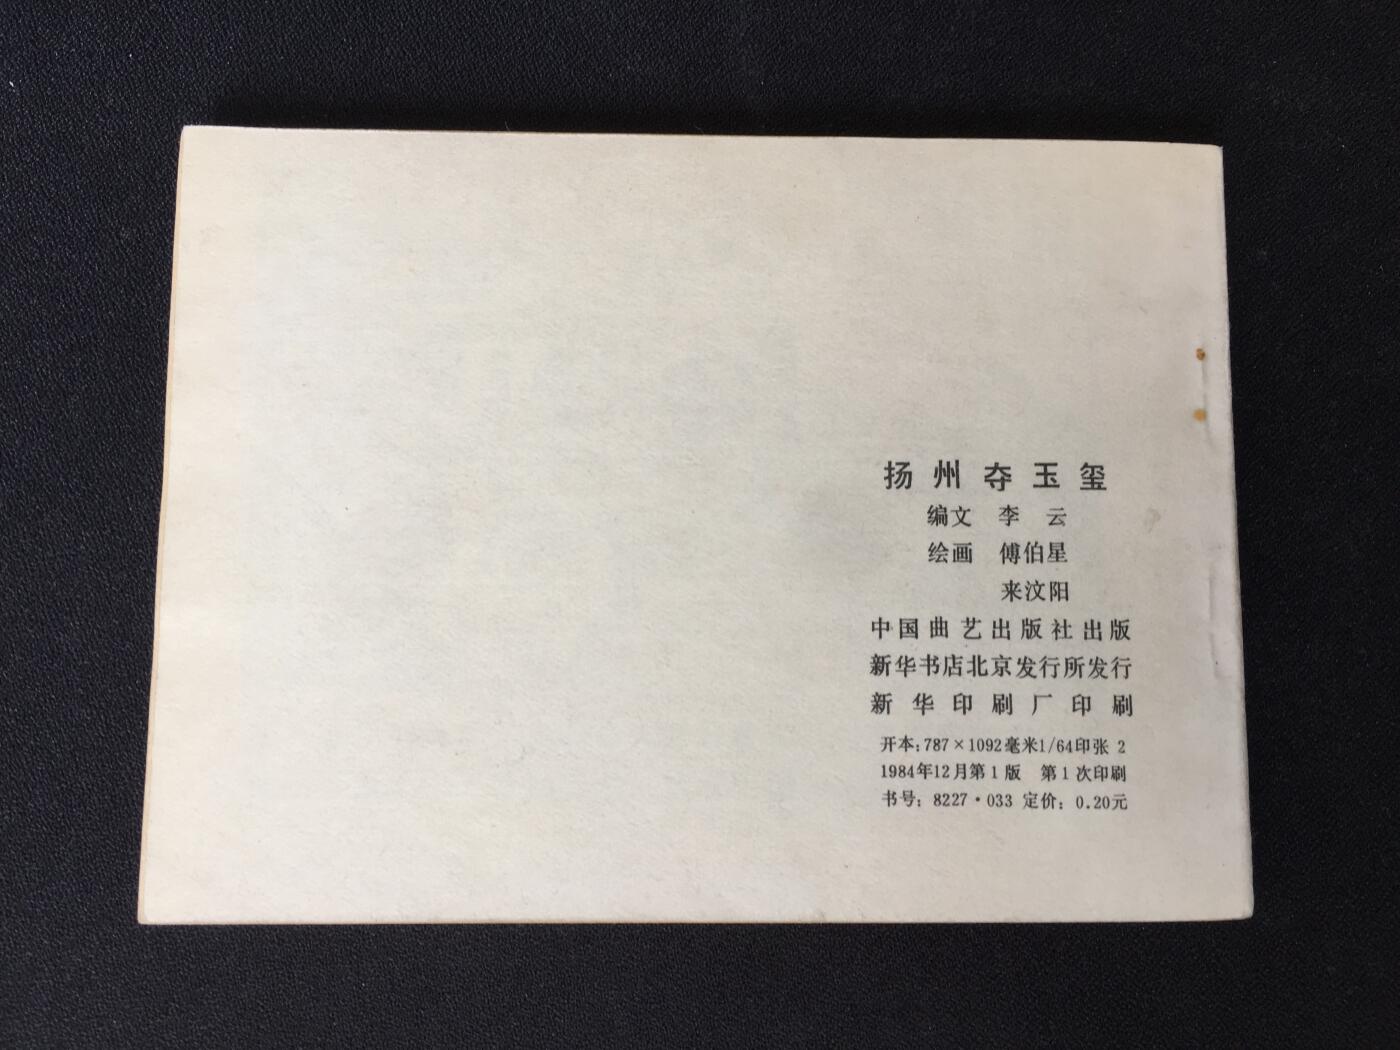 扬州夺玉玺
编文 李 云
绘画 傅伯星
来汶阳
中国曲艺出版社出版
新华书店北京发行所发行
新华印刷厂印刷
开本：787×1092毫米1/64印张 2
1984年12月第1版 第1次印刷
书号：8227·033 定价：0.20元